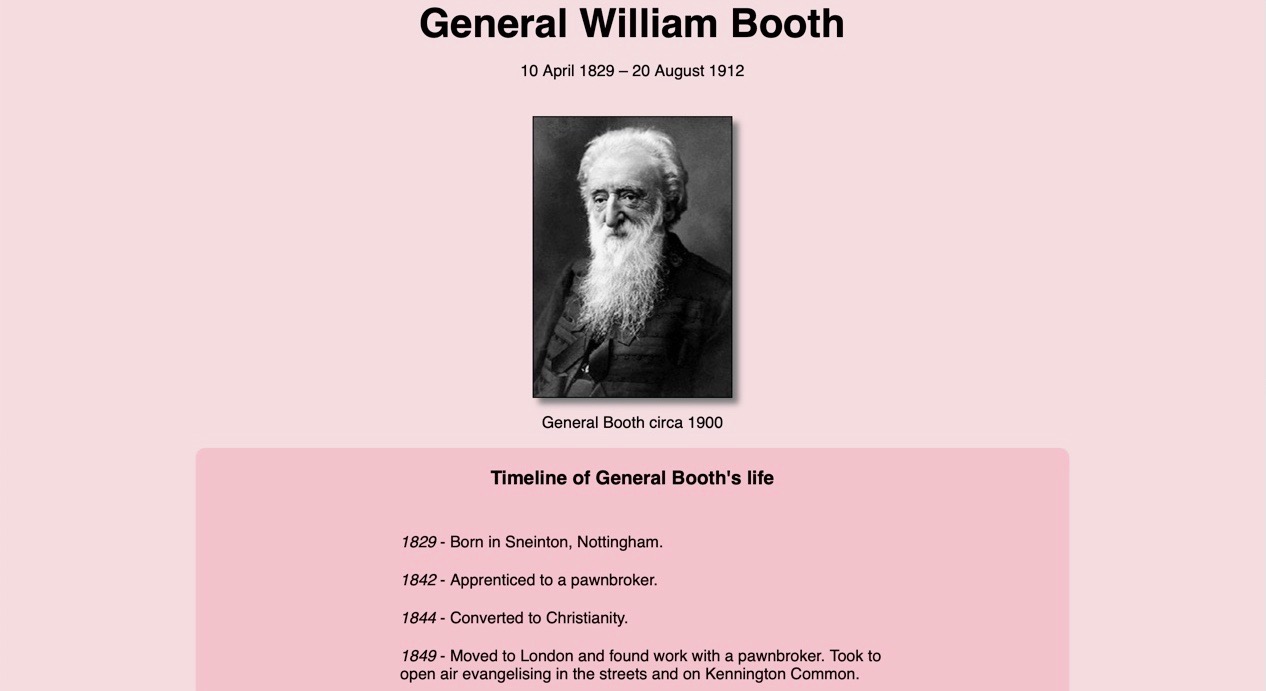 General William Booth
10 April 1829 – 20 August 1912
General Booth circa 1900
Timeline of General Booth's life
1829 - Born in Sneinton, Nottingham.
1842 - Apprenticed to a pawnbroker.
1844 - Converted to Christianity.
1849 - Moved to London and found work with a pawnbroker. Took to
open air evangelising in the streets and on Kennington Common.